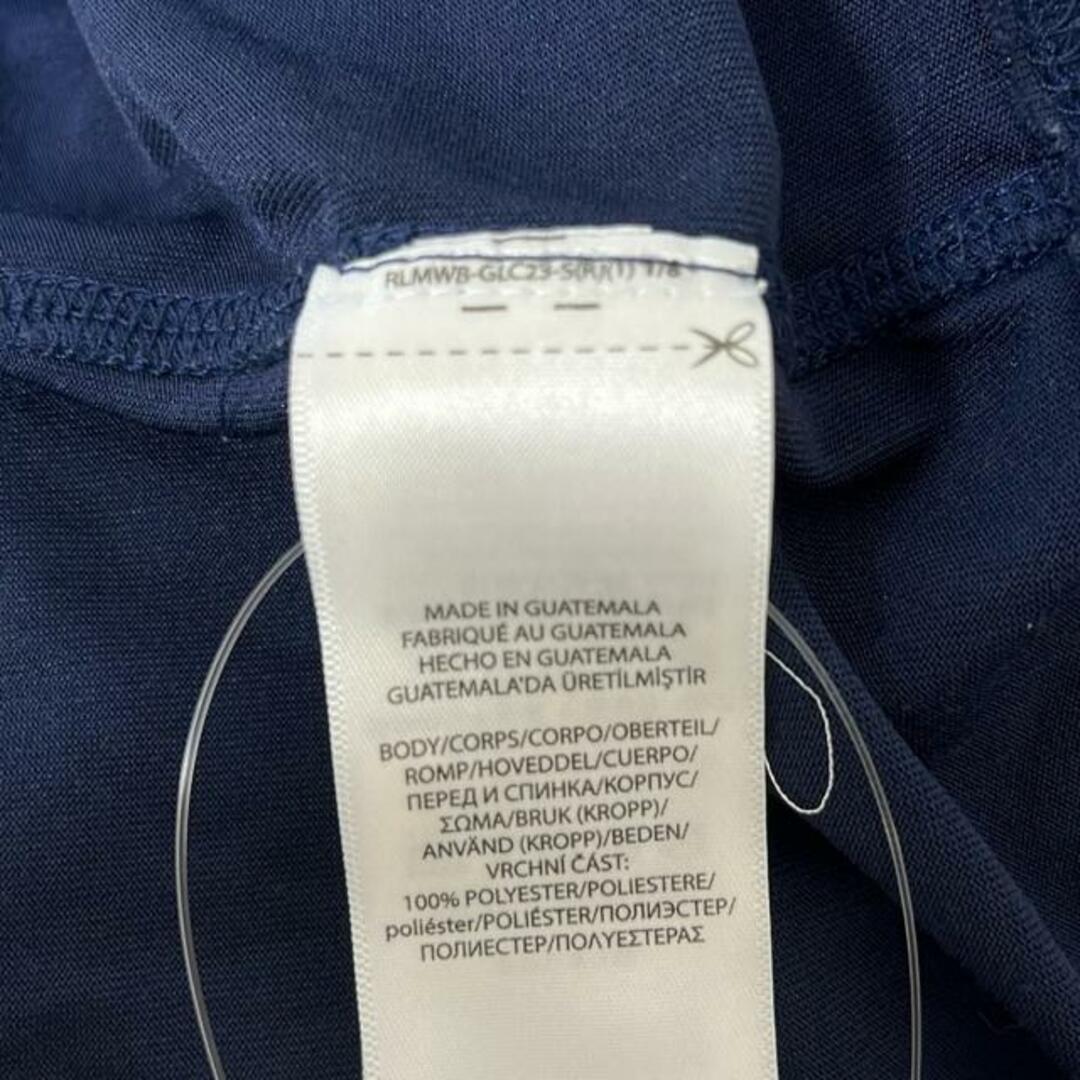 RLMWB-GLC23-S(R)(1) 1/8
MADE IN GUATEMALA
FABRIQUÉ AU GUATEMALA
HECHO EN GUATEMALA
GUATEMALA'DA ÜRETİLMİŞTİR
BODY/CORPS/CORPO/OBERTEIL/
ROMP/HOVEDDEL/CUERPO/
ПЕРЕД И СПИНКА/КОРПУС/
ΣΩΜΑ/BRUK (KROPP)/
ANVÄND (KROPP)/BEDEN/
VRCHNÍ ČÁST:
100% POLYESTER/POLIESTERE/
poliéster/POLIÉSTER/ПОЛИЭСТЕР/
ПОЛИЕСТЕР/ΠΟΛΥΕΣΤΕΡΑΣ